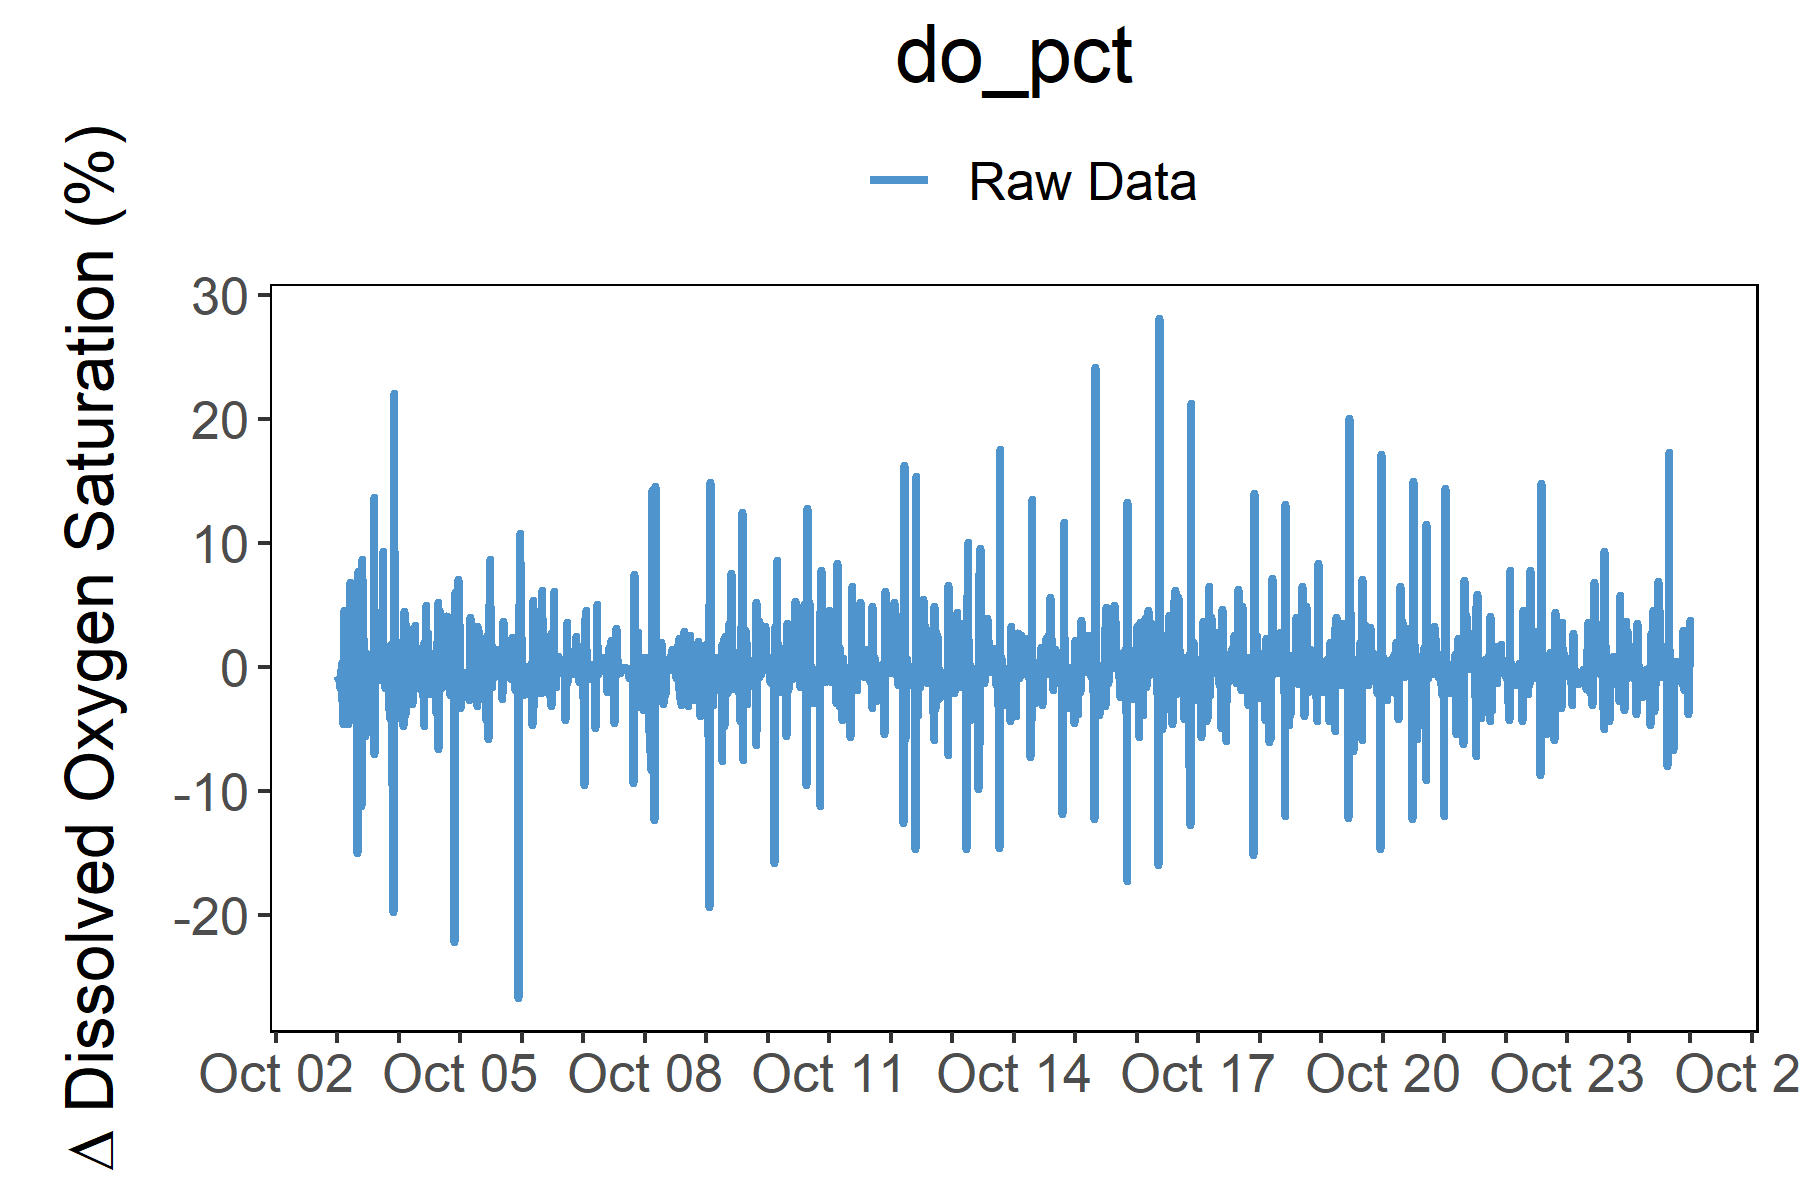 do_pct
Raw Data
Δ Dissolved Oxygen Saturation (%)
30
20
10
0
-10
-20
Oct 02 Oct 05 Oct 08 Oct 11 Oct 14 Oct 17 Oct 20 Oct 23 Oct 2